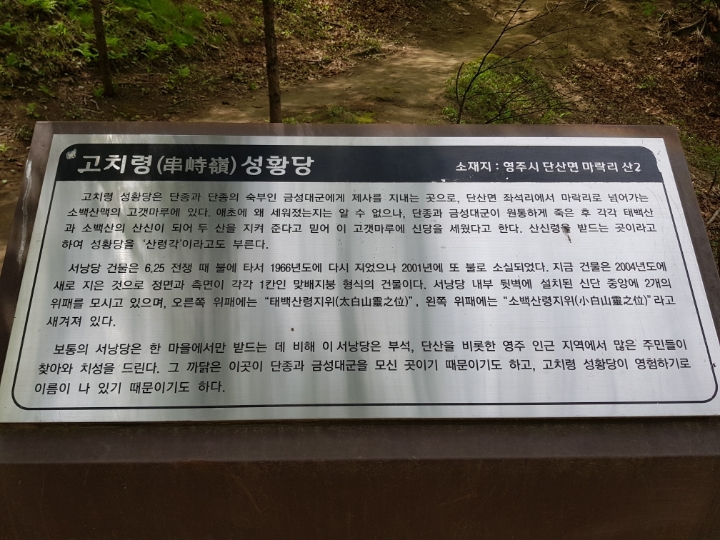 고치령(串峙嶺)성황당
소재지 : 영주시 단산면 마락리 산2
고치령 성황당은 단종과 단종의 숙부인 금성대군에게 제사를 지내는 곳으로, 단산면 좌석리에서 마락리로 넘어가는
소백산맥의 고갯마루에 있다. 애초에 왜 세워졌는지는 알 수 없으나, 단종과 금성대군이 원통하게 죽은 후 각각 태백산
과 소백산의 산신이 되어 두 산을 지켜 준다고 믿어 이 고갯마루에 신당을 세웠다고 한다. 산신령을 받드는 곳이라고
하여 성황당을 '산령각'이라고도 부른다.
서낭당 건물은 6.25 전쟁 때 불에 타서 1966년도에 다시 지었으나 2001년에 또 불로 소실되었다. 지금 건물은 2004년도에
새로 지은 것으로 정면과 측면이 각각 1칸인 맞배지붕 형식의 건물이다. 서낭당 내부 뒷벽에 설치된 신단 중앙에 2개의
위패를 모시고 있으며, 오른쪽 위패에는 "태백산령지위(太白山靈之位)", 왼쪽 위패에는 "소백산령지위(小白山靈之位)"라고
새겨져 있다.
보통의 서낭당은 한 마을에서만 받드는 데 비해 이 서낭당은 부석, 단산을 비롯한 영주 인근 지역에서 많은 주민들이
찾아와 치성을 드린다. 그 까닭은 이곳이 단종과 금성대군을 모신 곳이기 때문이기도 하고, 고치령 성황당이 영험하기로
이름이 나 있기 때문이기도 하다.